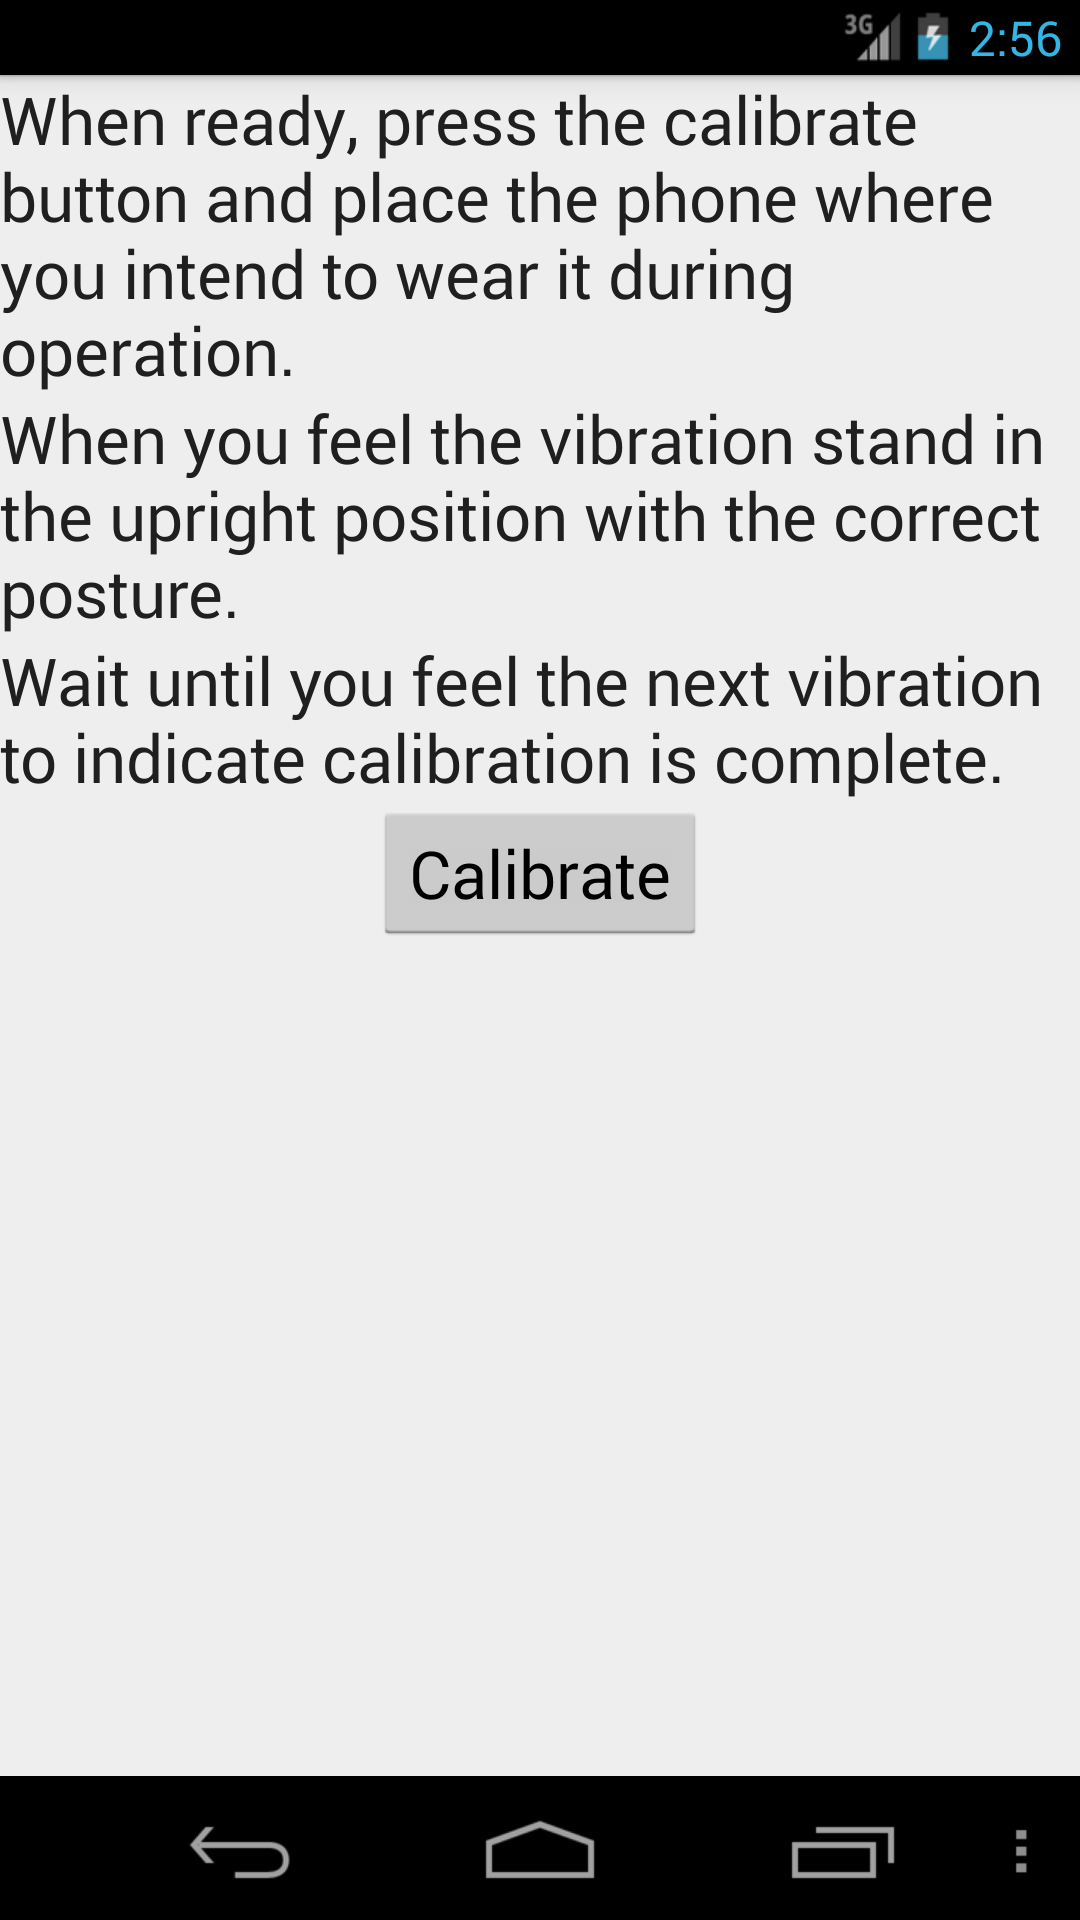 3G 2:56
When ready, press the calibrate
button and place the phone where
you intend to wear it during
operation.
When you feel the vibration stand in
the upright position with the correct
posture.
Wait until you feel the next vibration
to indicate calibration is complete.
Calibrate